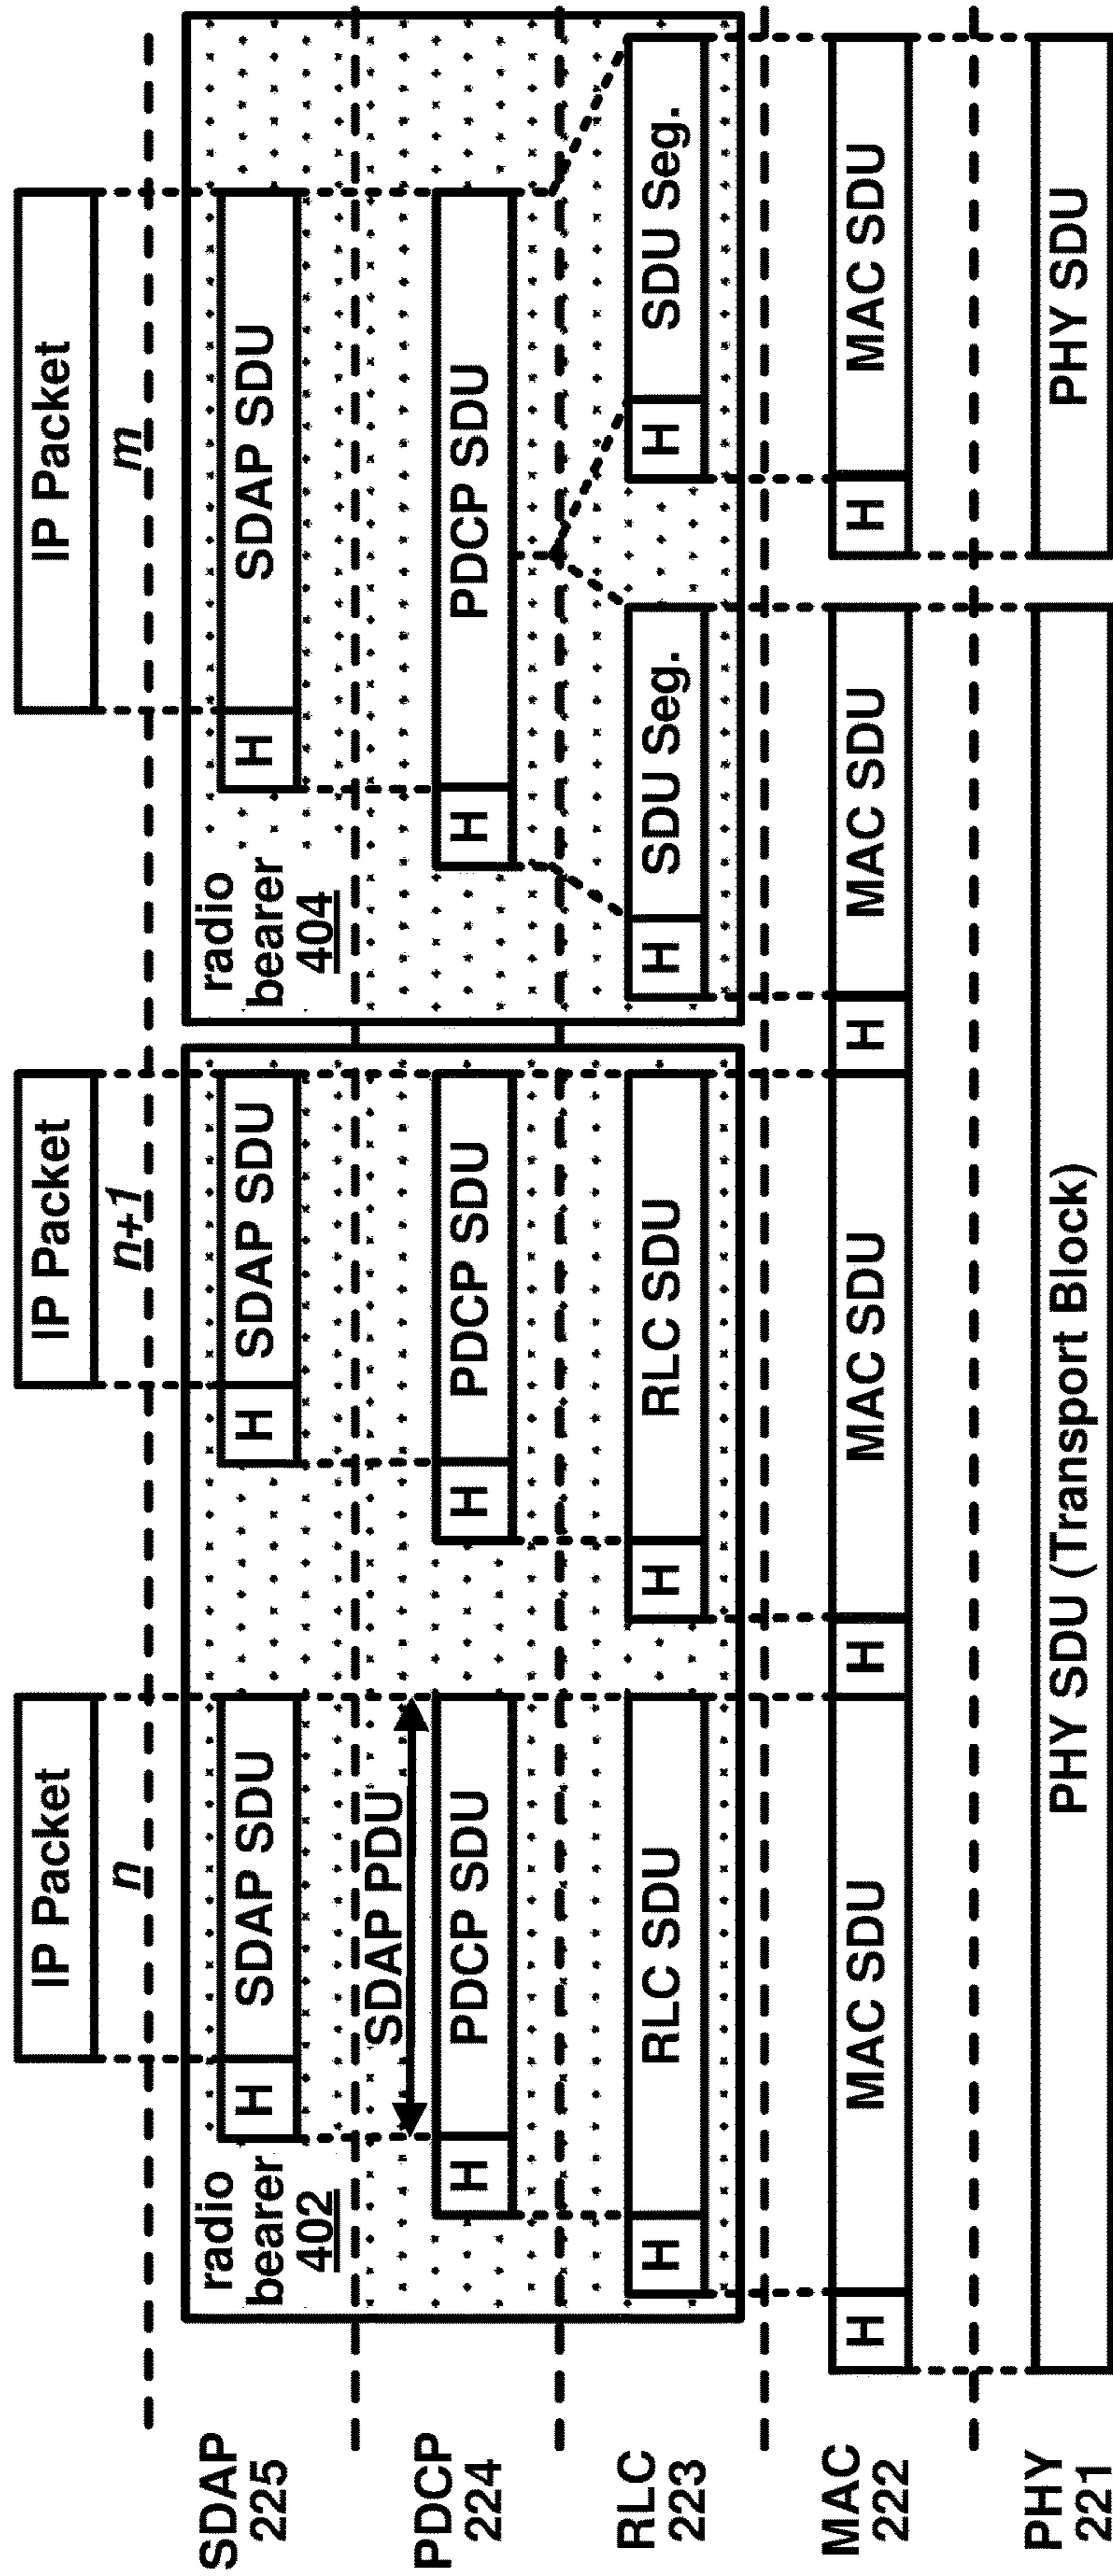 IP Packet
IP Packet
IP Packet
n
n+1
m
SDAP
225
radio
bearer
402
H
SDAP SDU
H
SDAP SDU
radio
bearer
404
H
SDAP SDU
SDAP PDU
PDCP
224
H
PDCP SDU
H
PDCP SDU
H
PDCP SDU
RLC
223
H
RLC SDU
H
RLC SDU
H
SDU Seg.
H
SDU Seg.
MAC
222
H
MAC SDU
H
MAC SDU
H
MAC SDU
H
MAC SDU
PHY
221
PHY SDU (Transport Block)
PHY SDU